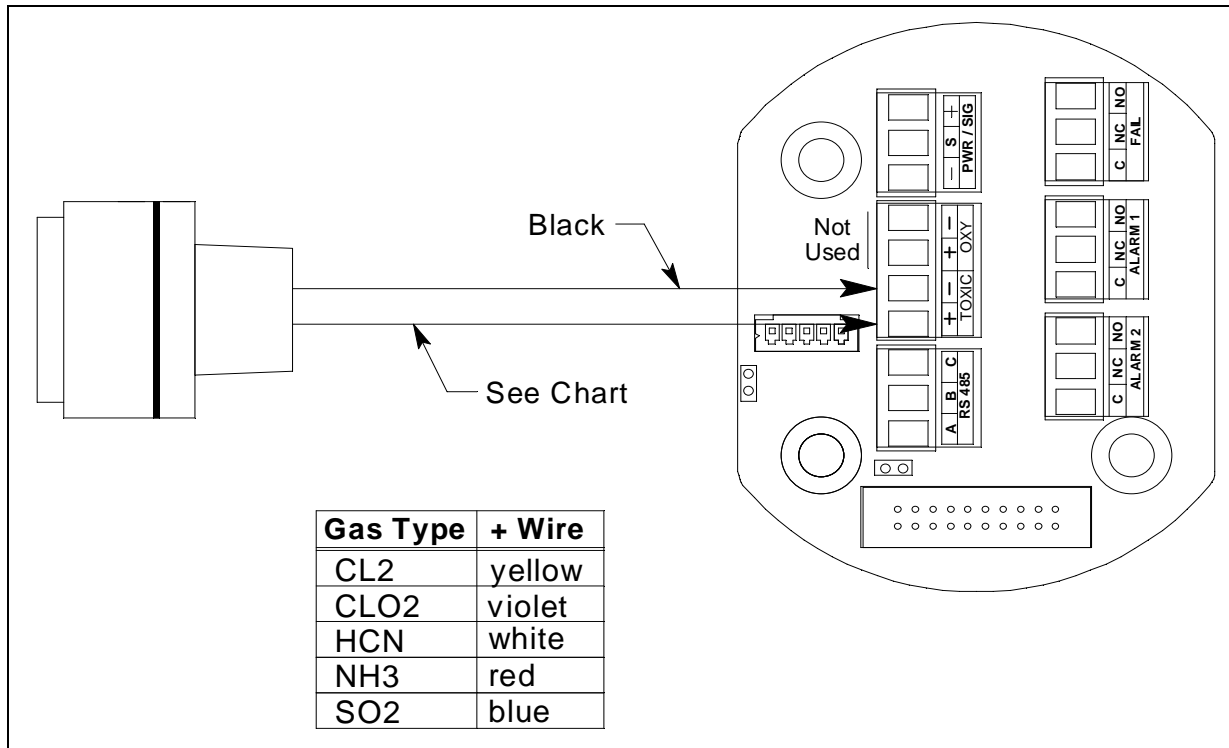 Black
See Chart
Not
Used
+ S −
PWR / SIG
− + − +
OXY
TOXIC
C B A
RS 485
NO NC C
FAIL
NO NC C
ALARM 1
NO NC C
ALARM 2
Gas Type + Wire
CL2 yellow
CLO2 violet
HCN white
NH3 red
SO2 blue